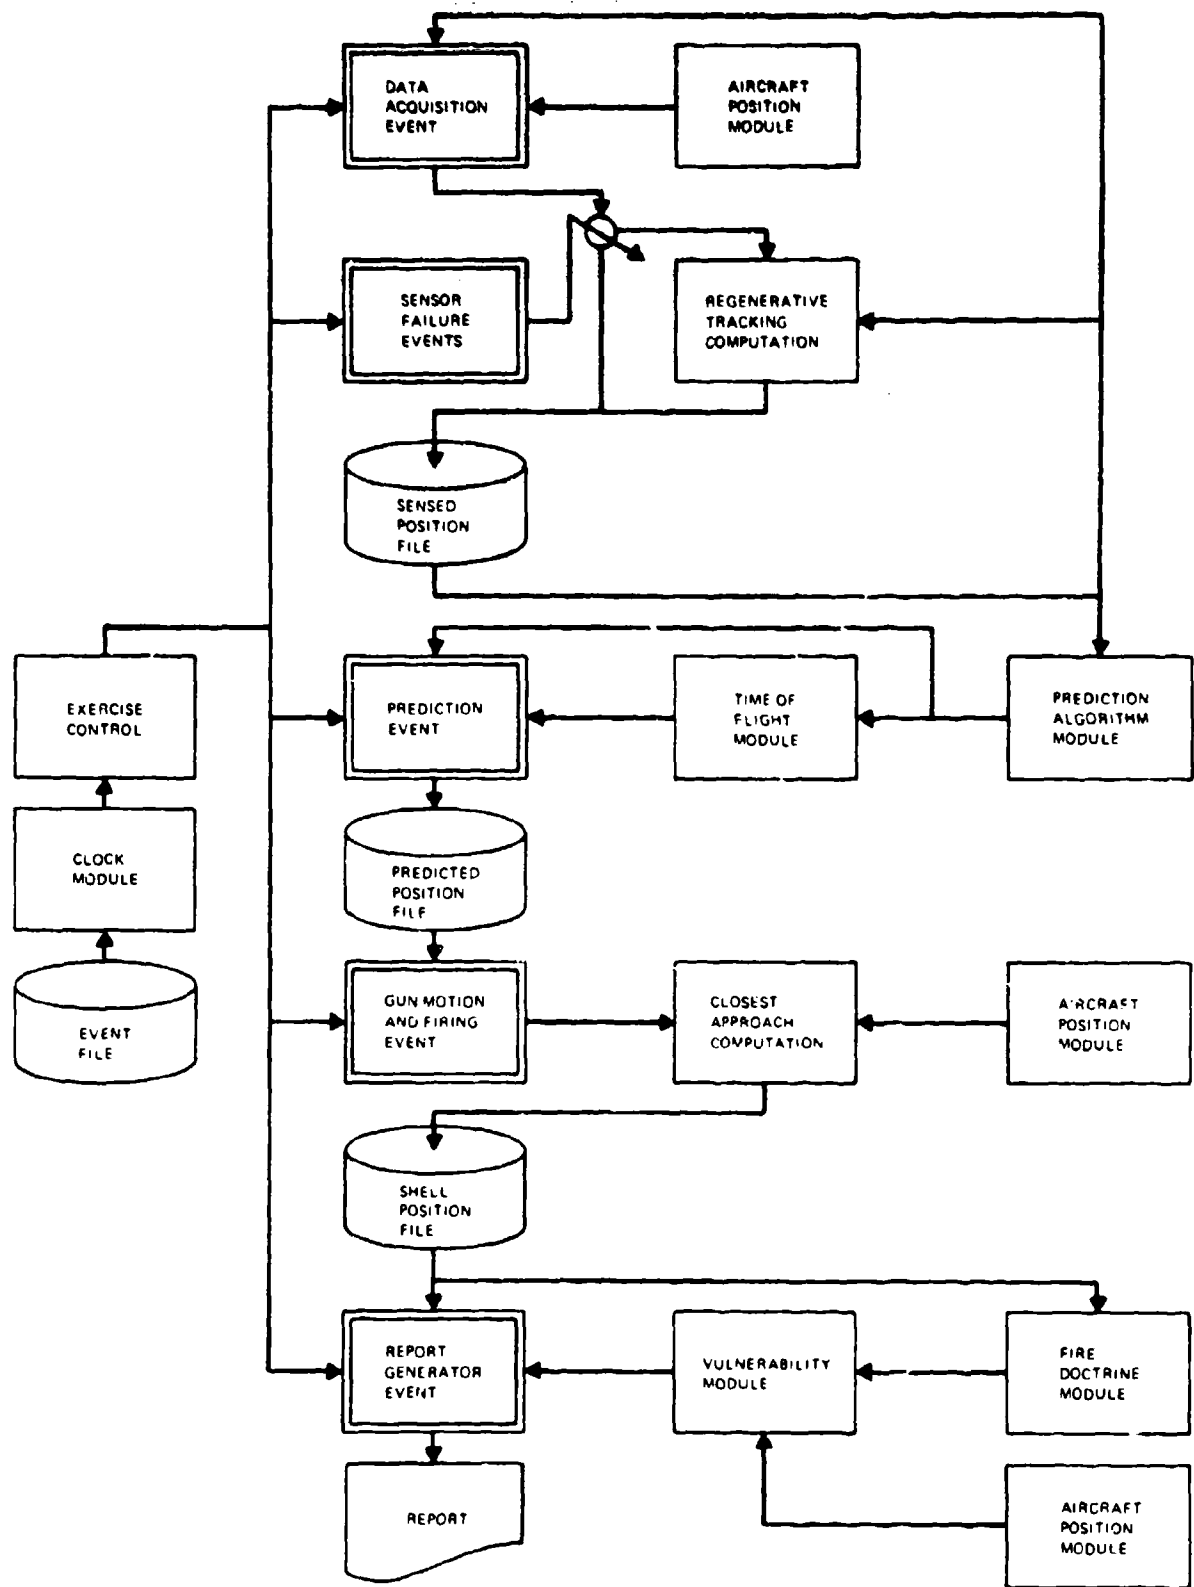 DATA
ACQUISITION
EVENT
AIRCRAFT
POSITION
MODULE
SENSOR
FAILURE
EVENTS
REGENERATIVE
TRACKING
COMPUTATION
SENSED
POSITION
FILE
EXERCISE
CONTROL
PREDICTION
EVENT
TIME OF
FLIGHT
MODULE
PREDICTION
ALGORITHM
MODULE
CLOCK
MODULE
PREDICTED
POSITION
FILE
EVENT
FILE
GUN MOTION
AND FIRING
EVENT
CLOSEST
APPROACH
COMPUTATION
AIRCRAFT
POSITION
MODULE
SHELL
POSITION
FILE
REPORT
GENERATOR
EVENT
VULNERABILITY
MODULE
FIRE
DOCTRINE
MODULE
REPORT
AIRCRAFT
POSITION
MODULE